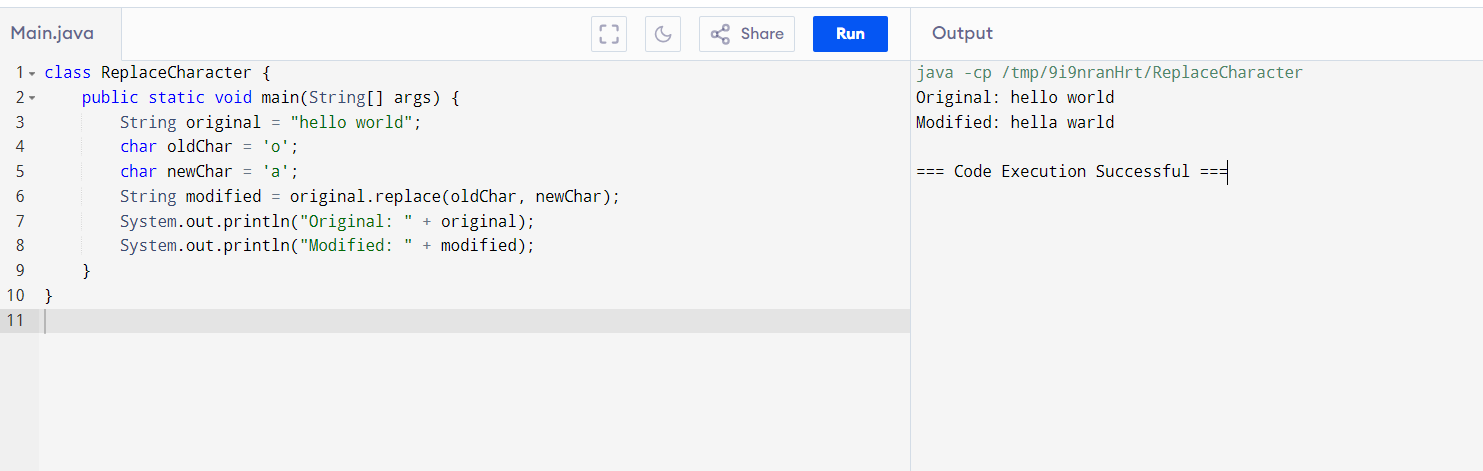 Main.java
Share
Run
Output
1 class ReplaceCharacter {
2     public static void main(String[] args) {
3         String original = "hello world";
4         char oldChar = 'o';
5         char newChar = 'a';
6         String modified = original.replace(oldChar, newChar);
7         System.out.println("Original: " + original);
8         System.out.println("Modified: " + modified);
9     }
10 }
11
java -cp /tmp/9i9nranHrt/ReplaceCharacter
Original: hello world
Modified: hella warld
=== Code Execution Successful ===